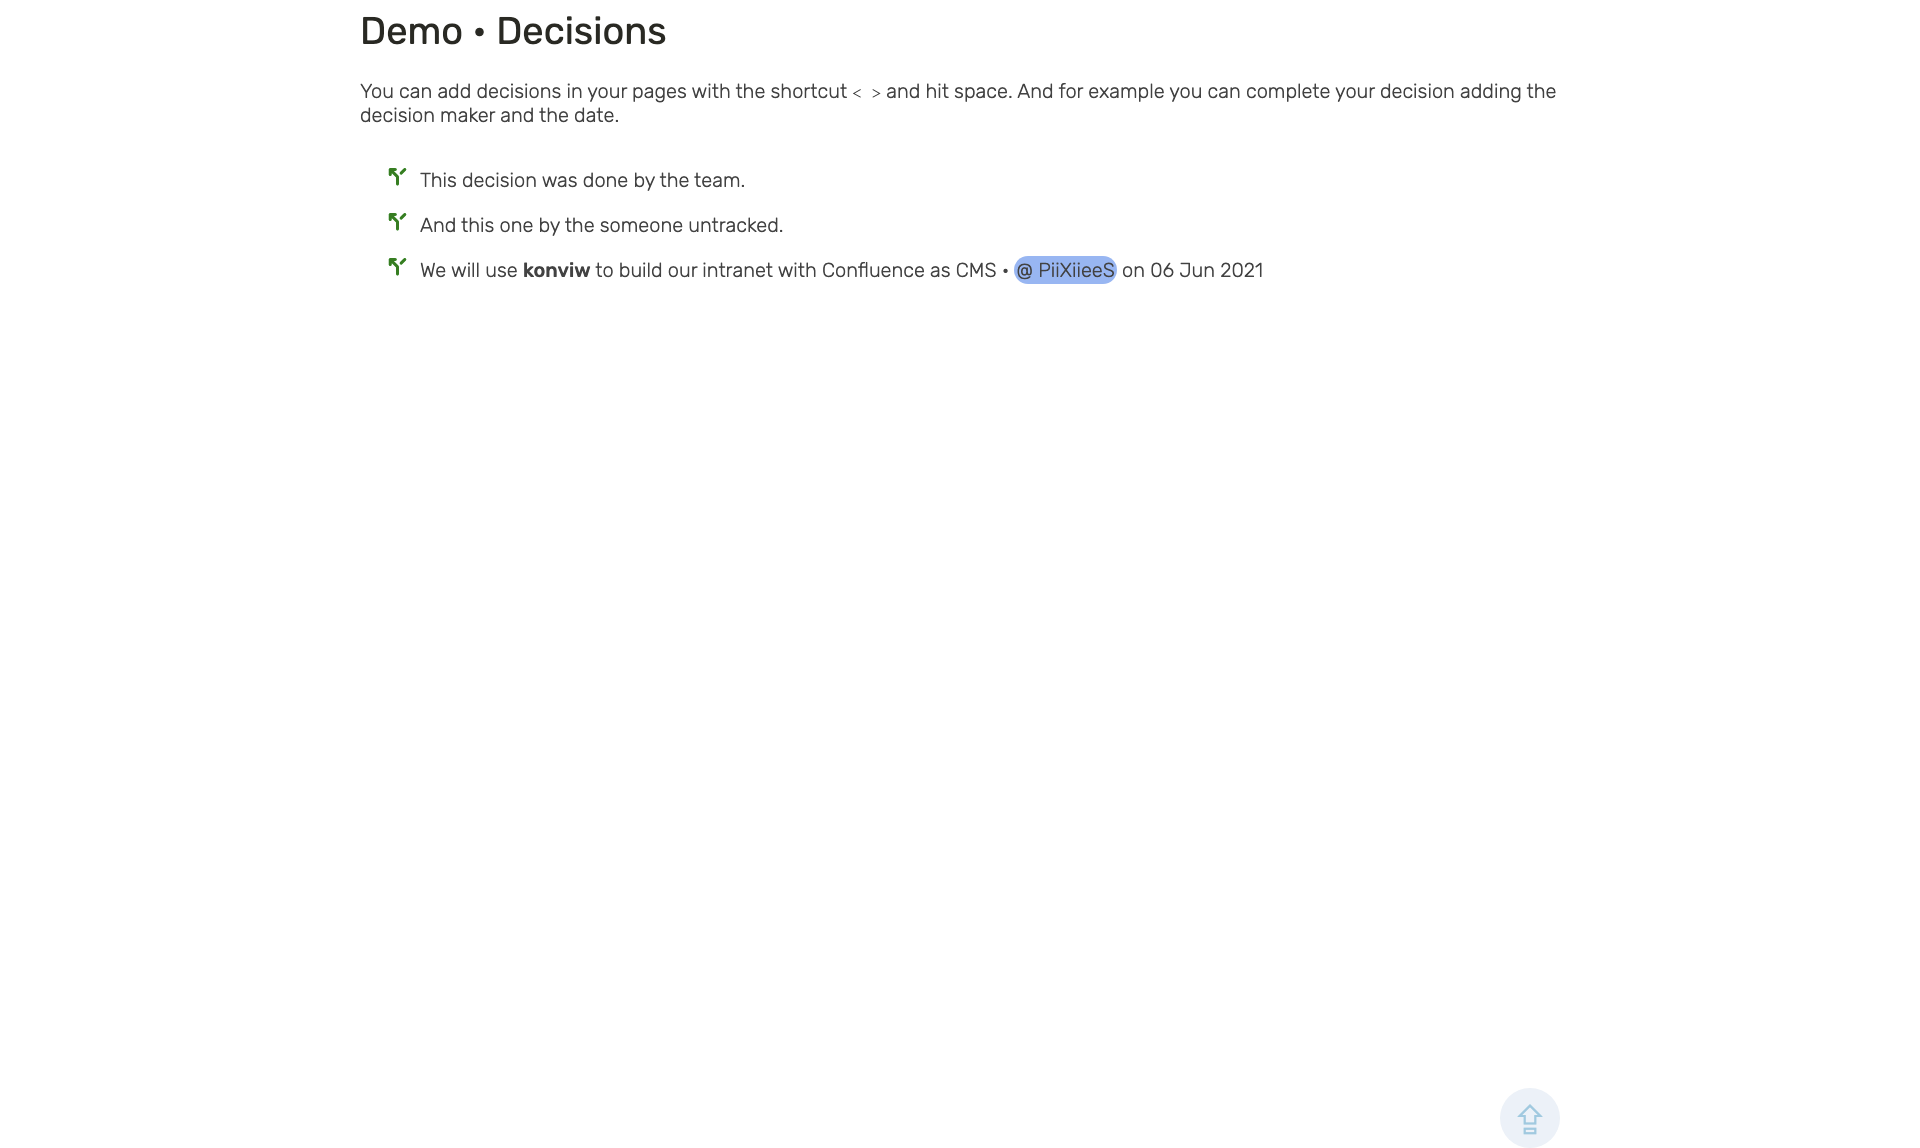 Demo • Decisions
You can add decisions in your pages with the shortcut < > and hit space. And for example you can complete your decision adding the
decision maker and the date.
This decision was done by the team.
And this one by the someone untracked.
We will use konviw to build our intranet with Confluence as CMS • @ PiiXiieeS on 06 Jun 2021